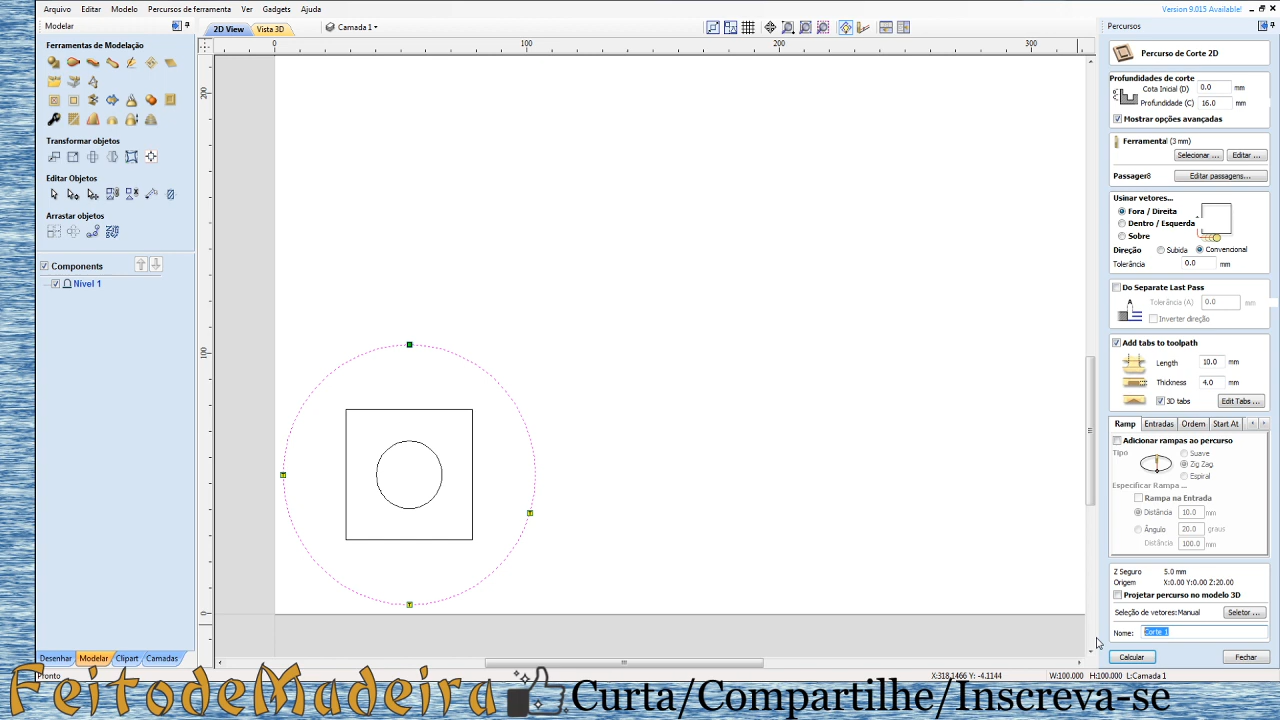 Arquivo Editar Modelo Percursos de ferramenta Ver Gadgets Ajuda Version 9.015 Available!
Modelar
2D View Vista 3D Camada 1
Percursos
Ferramentas de Modelação
Transformar objetos
Editar Objetos
Arrastar objetos
Components
Nível 1
0 100 200 300
200
100
0
Percurso de Corte 2D
Profundidades de corte
Cota Inicial (D) 0.0 mm
Profundidade (C) 16.0 mm
Mostrar opções avançadas
Ferramental (3 mm)
Selecionar ... Editar ...
Passager8 Editar passagens...
Usinar vetores...
Fora / Direita
Dentro / Esquerda
Sobre
Direção Subida Convencional
Tolerância 0.0 mm
Do Separate Last Pass
Tolerância (A) 0.0 mm
Inverter direção
Add tabs to toolpath
Length 10.0 mm
Thickness 4.0 mm
3D tabs Edit Tabs ...
Ramp Entradas Ordem Start At
Adicionar rampas ao percurso
Tipo Suave
Zig Zag
Espiral
Especificar Rampa ...
Rampa na Entrada
Distância 10.0 mm
Ângulo 20.0 graus
Distância 100.0 mm
Z Seguro 5.0 mm
Origem X:0.00 Y:0.00 Z:20.00
Projetar percurso no modelo 3D
Seleção de vetores:Manual Seletor ...
Nome: Corte 1
Calcular Fechar
Desenhar Modelar Clipart Camadas
Pronto X:318.1466 Y: -4.1144 W:100.000 H:100.000 L:Camada 1
FeitodeMadeira Curta/Compartilhe/Inscreva-se